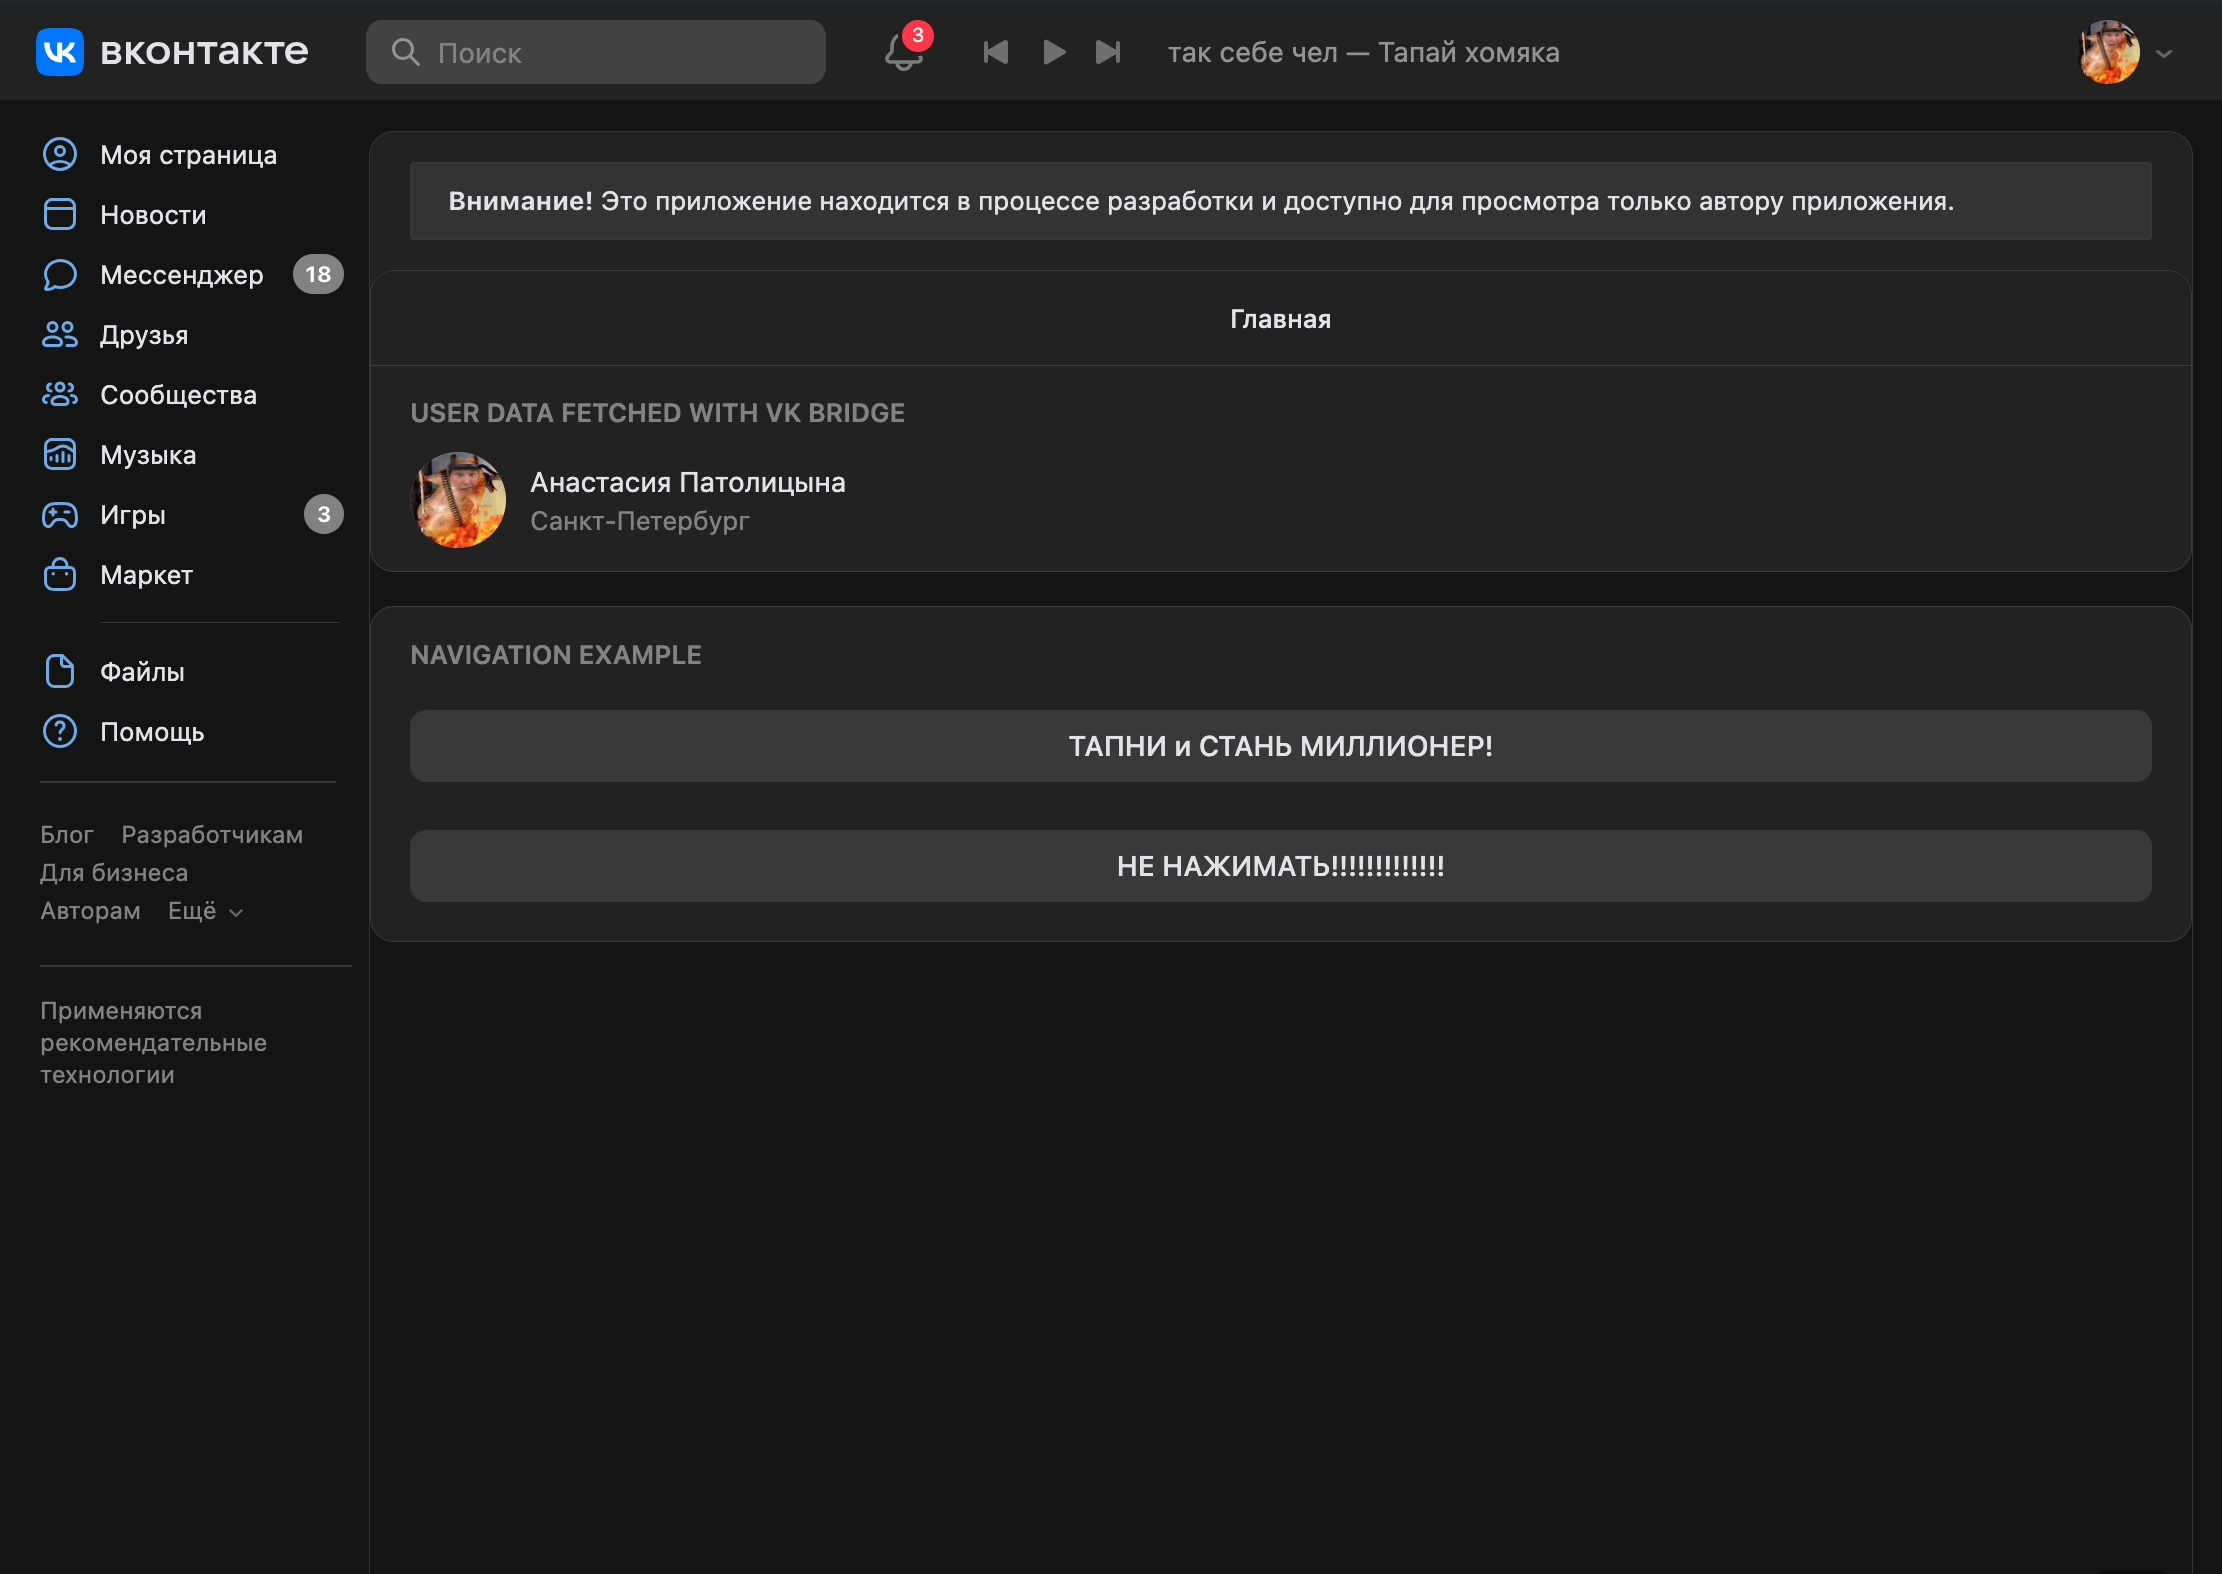 вконтакте
Поиск
3
так себе чел — Тапай хомяка
Моя страница
Новости
Мессенджер 18
Друзья
Сообщества
Музыка
Игры 3
Маркет
Файлы
Помощь
Блог Разработчикам
Для бизнеса
Авторам Ещё
Применяются
рекомендательные
технологии
Внимание! Это приложение находится в процессе разработки и доступно для просмотра только автору приложения.
Главная
USER DATA FETCHED WITH VK BRIDGE
Анастасия Патолицына
Санкт-Петербург
NAVIGATION EXAMPLE
ТАПНИ и СТАНЬ МИЛЛИОНЕР!
НЕ НАЖИМАТЬ!!!!!!!!!!!!!